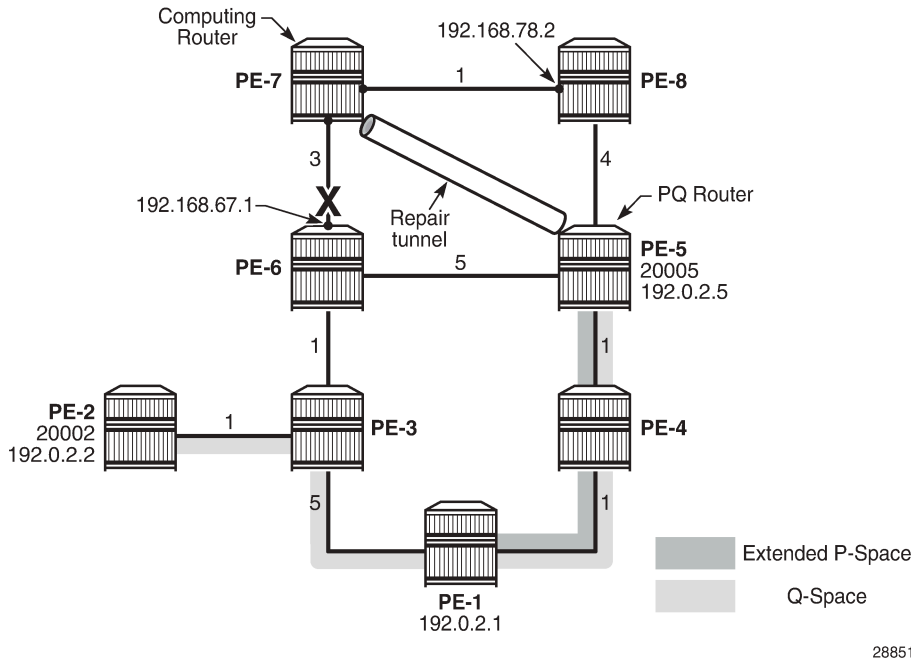 Computing
Router
192.168.78.2
PE-7
1
PE-8
3
4
192.168.67.1
X
Repair
tunnel
PQ Router
PE-6
5
PE-5
20005
192.0.2.5
1
1
PE-2
20002
192.0.2.2
1
PE-3
PE-4
5
1
PE-1
192.0.2.1
Extended P-Space
Q-Space
28851